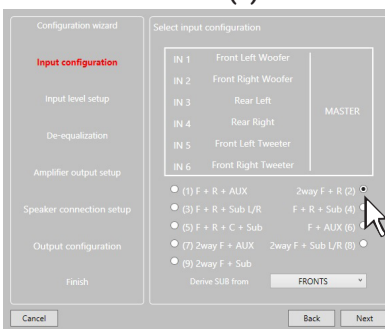 Configuration wizard
Input configuration
Input level setup
De-equalization
Amplifier output setup
Speaker connection setup
Output configuration
Finish
Select input configuration
IN 1 Front Left Woofer
IN 2 Front Right Woofer
IN 3 Rear Left
IN 4 Rear Right
IN 5 Front Left Tweeter
IN 6 Front Right Tweeter
MASTER
(1) F + R + AUX 2way F + R (2)
(3) F + R + Sub L/R F + R + Sub (4)
(5) F + R + C + Sub F + AUX (6)
(7) 2way F + AUX 2way F + Sub L/R (8)
(9) 2way F + Sub
Derive SUB from FRONTS
Cancel Back Next